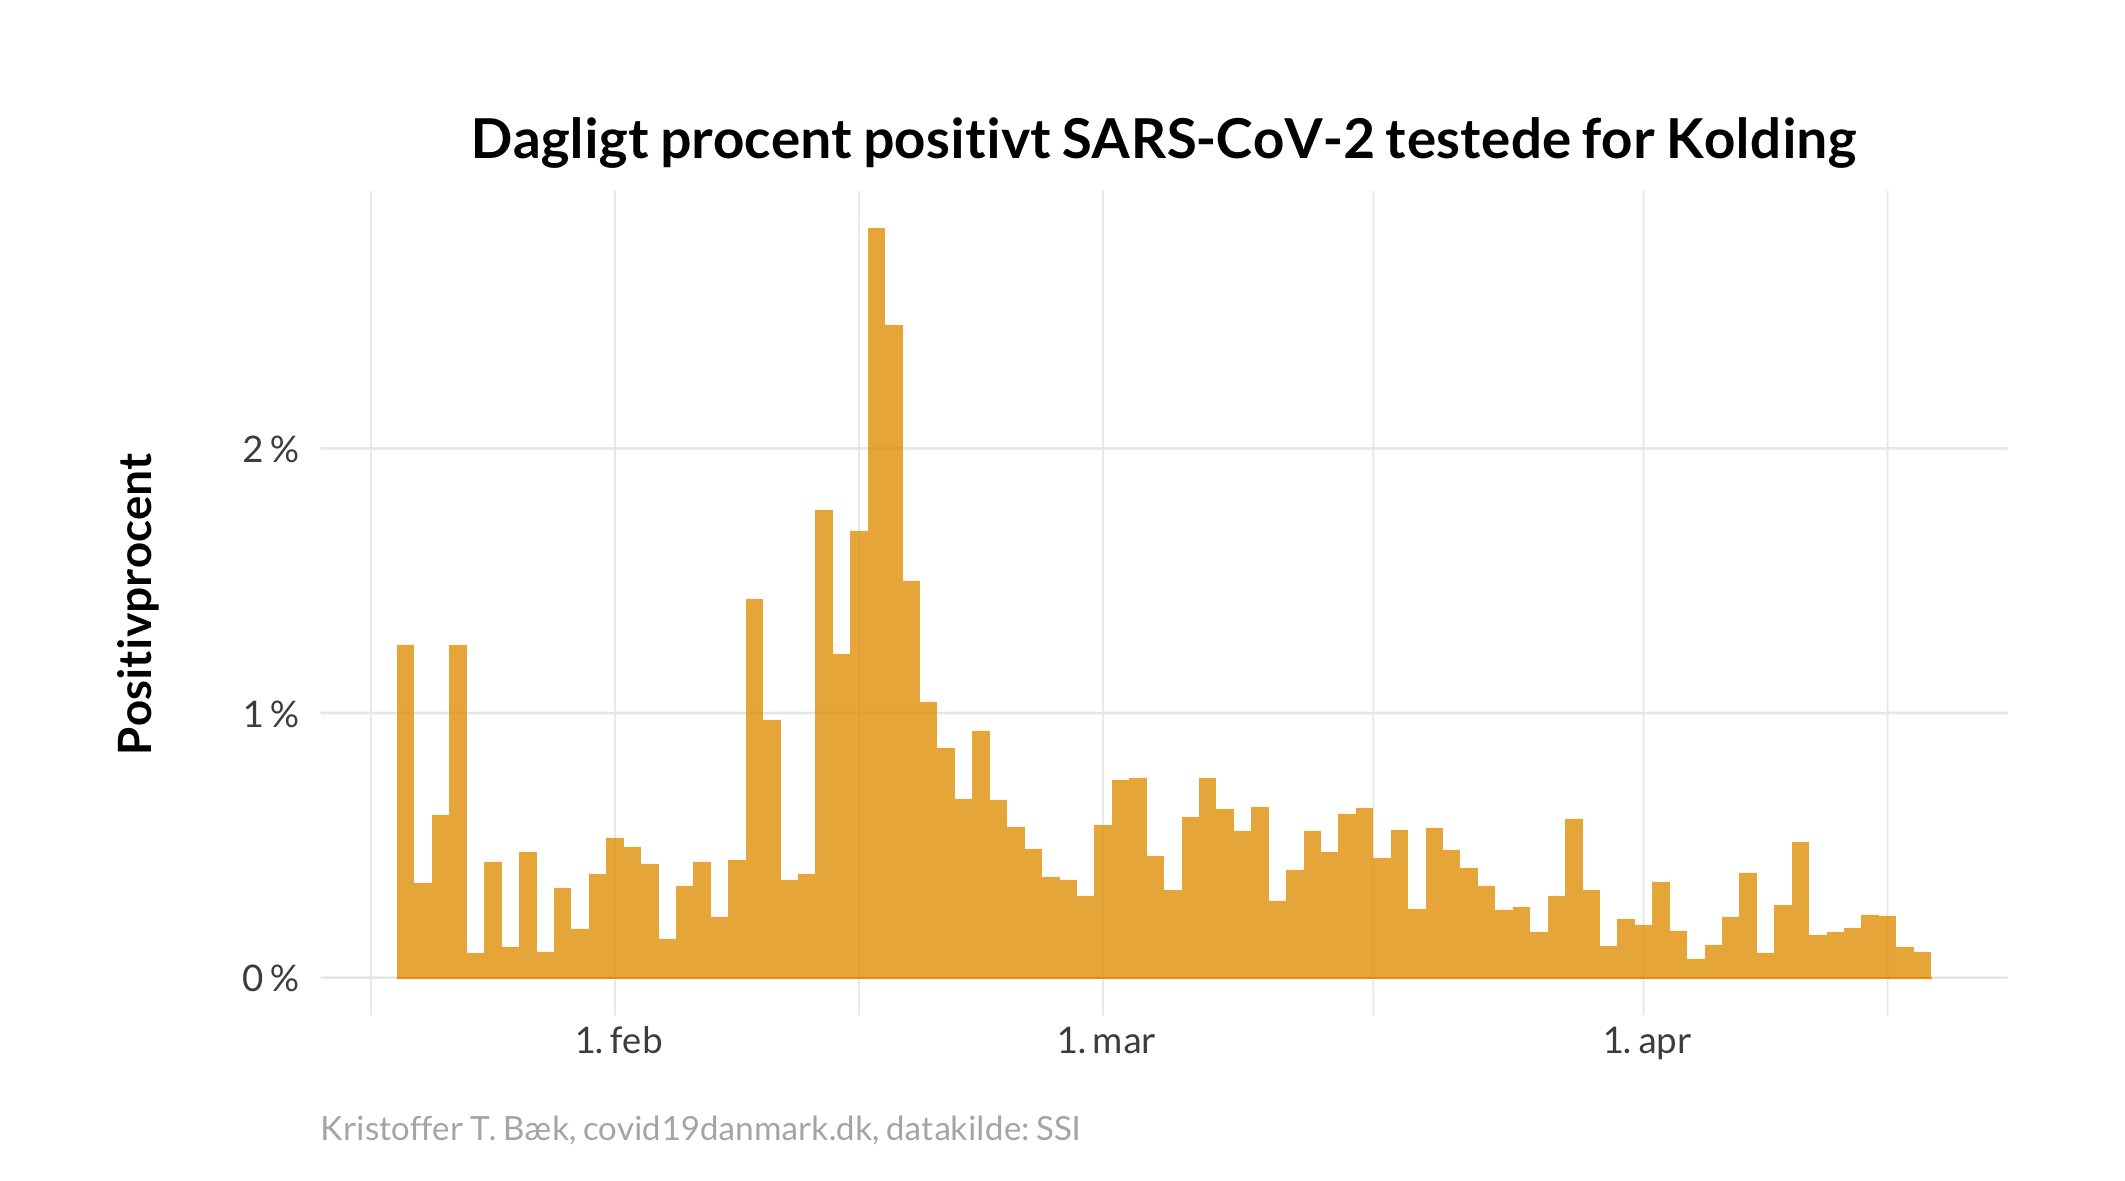 Dagligt procent positivt SARS-CoV-2 testede for Kolding
Positivprocent
2 %
1 %
0 %
1. feb
1. mar
1. apr
Kristoffer T. Bæk, covid19danmark.dk, datakilde: SSI